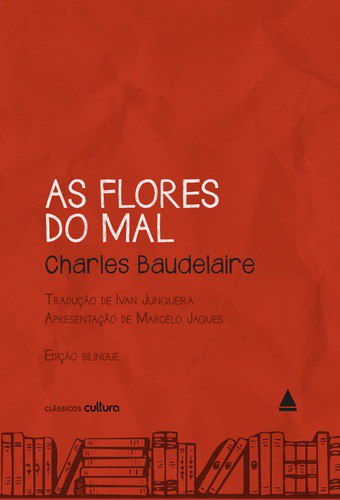 AS FLORES
DO MAL
Charles Baudelaire
TRADUÇÃO DE IVAN JUNQUEIRA
APRESENTAÇÃO DE MARCELO JAQUES
EDIÇÃO BILÍNGUE
CLÁSSICOS cultura